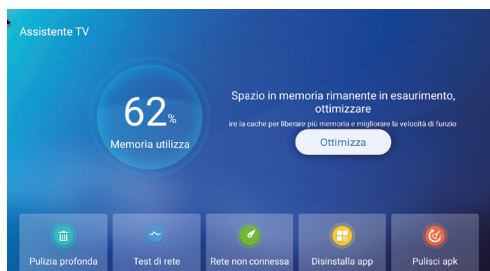 Assistente TV
Spazio in memoria rimanente in esaurimento,
ottimizzare
ire la cache per liberare più memoria e migliorare la velocità di funzio
62%
Memoria utilizza
Ottimizza
Pulizia profonda
Test di rete
Rete non connessa
Disinstalla app
Pulisci apk